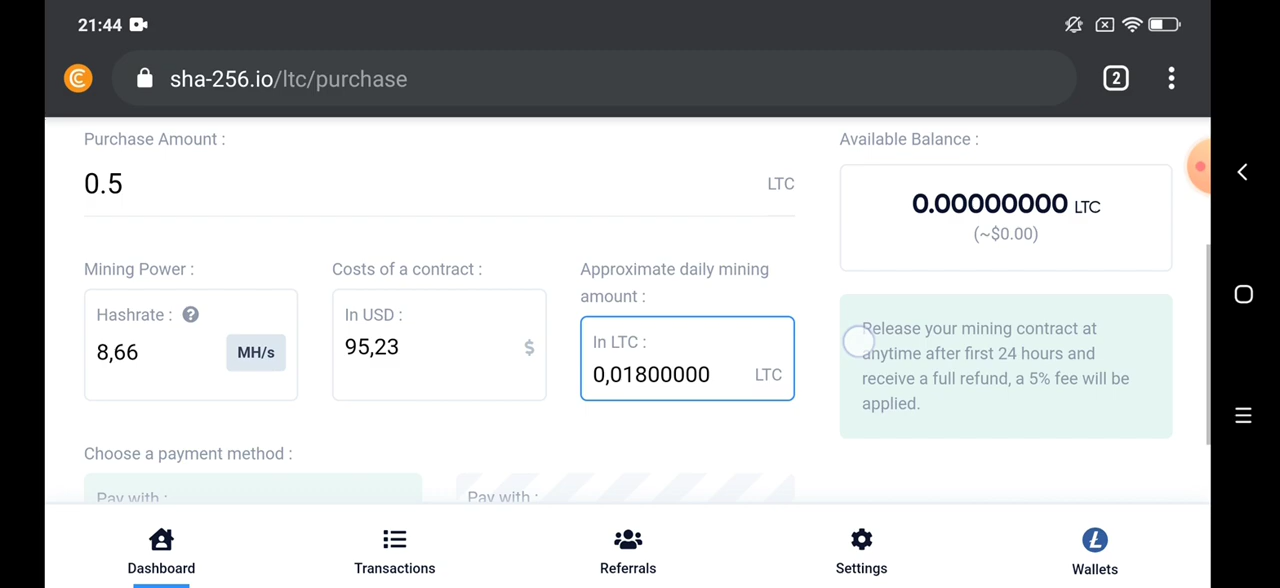 21:44
sha-256.io/ltc/purchase
2
Purchase Amount :
0.5
LTC
Available Balance :
0.00000000 LTC
(~$0.00)
Mining Power :
Hashrate : ?
8,66
MH/s
Costs of a contract :
In USD :
95,23
$
Approximate daily mining
amount :
In LTC :
0,01800000
LTC
Release your mining contract at
anytime after first 24 hours and
receive a full refund, a 5% fee will be
applied.
Choose a payment method :
Pay with :
Pay with :
Dashboard
Transactions
Referrals
Settings
Wallets